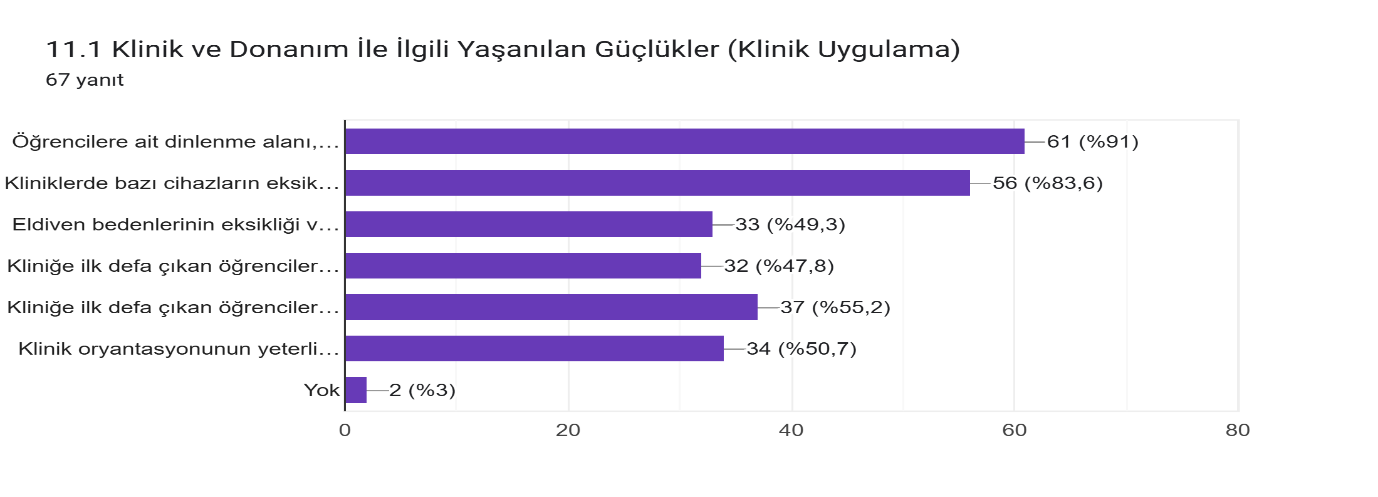 11.1 Klinik ve Donanım İle İlgili Yaşanılan Güçlükler (Klinik Uygulama)
67 yanıt
Öğrencilere ait dinlenme alanı,… 61 (%91)
Kliniklerde bazı cihazların eksik… 56 (%83,6)
Eldiven bedenlerinin eksikliği v… 33 (%49,3)
Kliniğe ilk defa çıkan öğrenciler… 32 (%47,8)
Kliniğe ilk defa çıkan öğrenciler… 37 (%55,2)
Klinik oryantasyonunun yeterli… 34 (%50,7)
Yok 2 (%3)
0 20 40 60 80